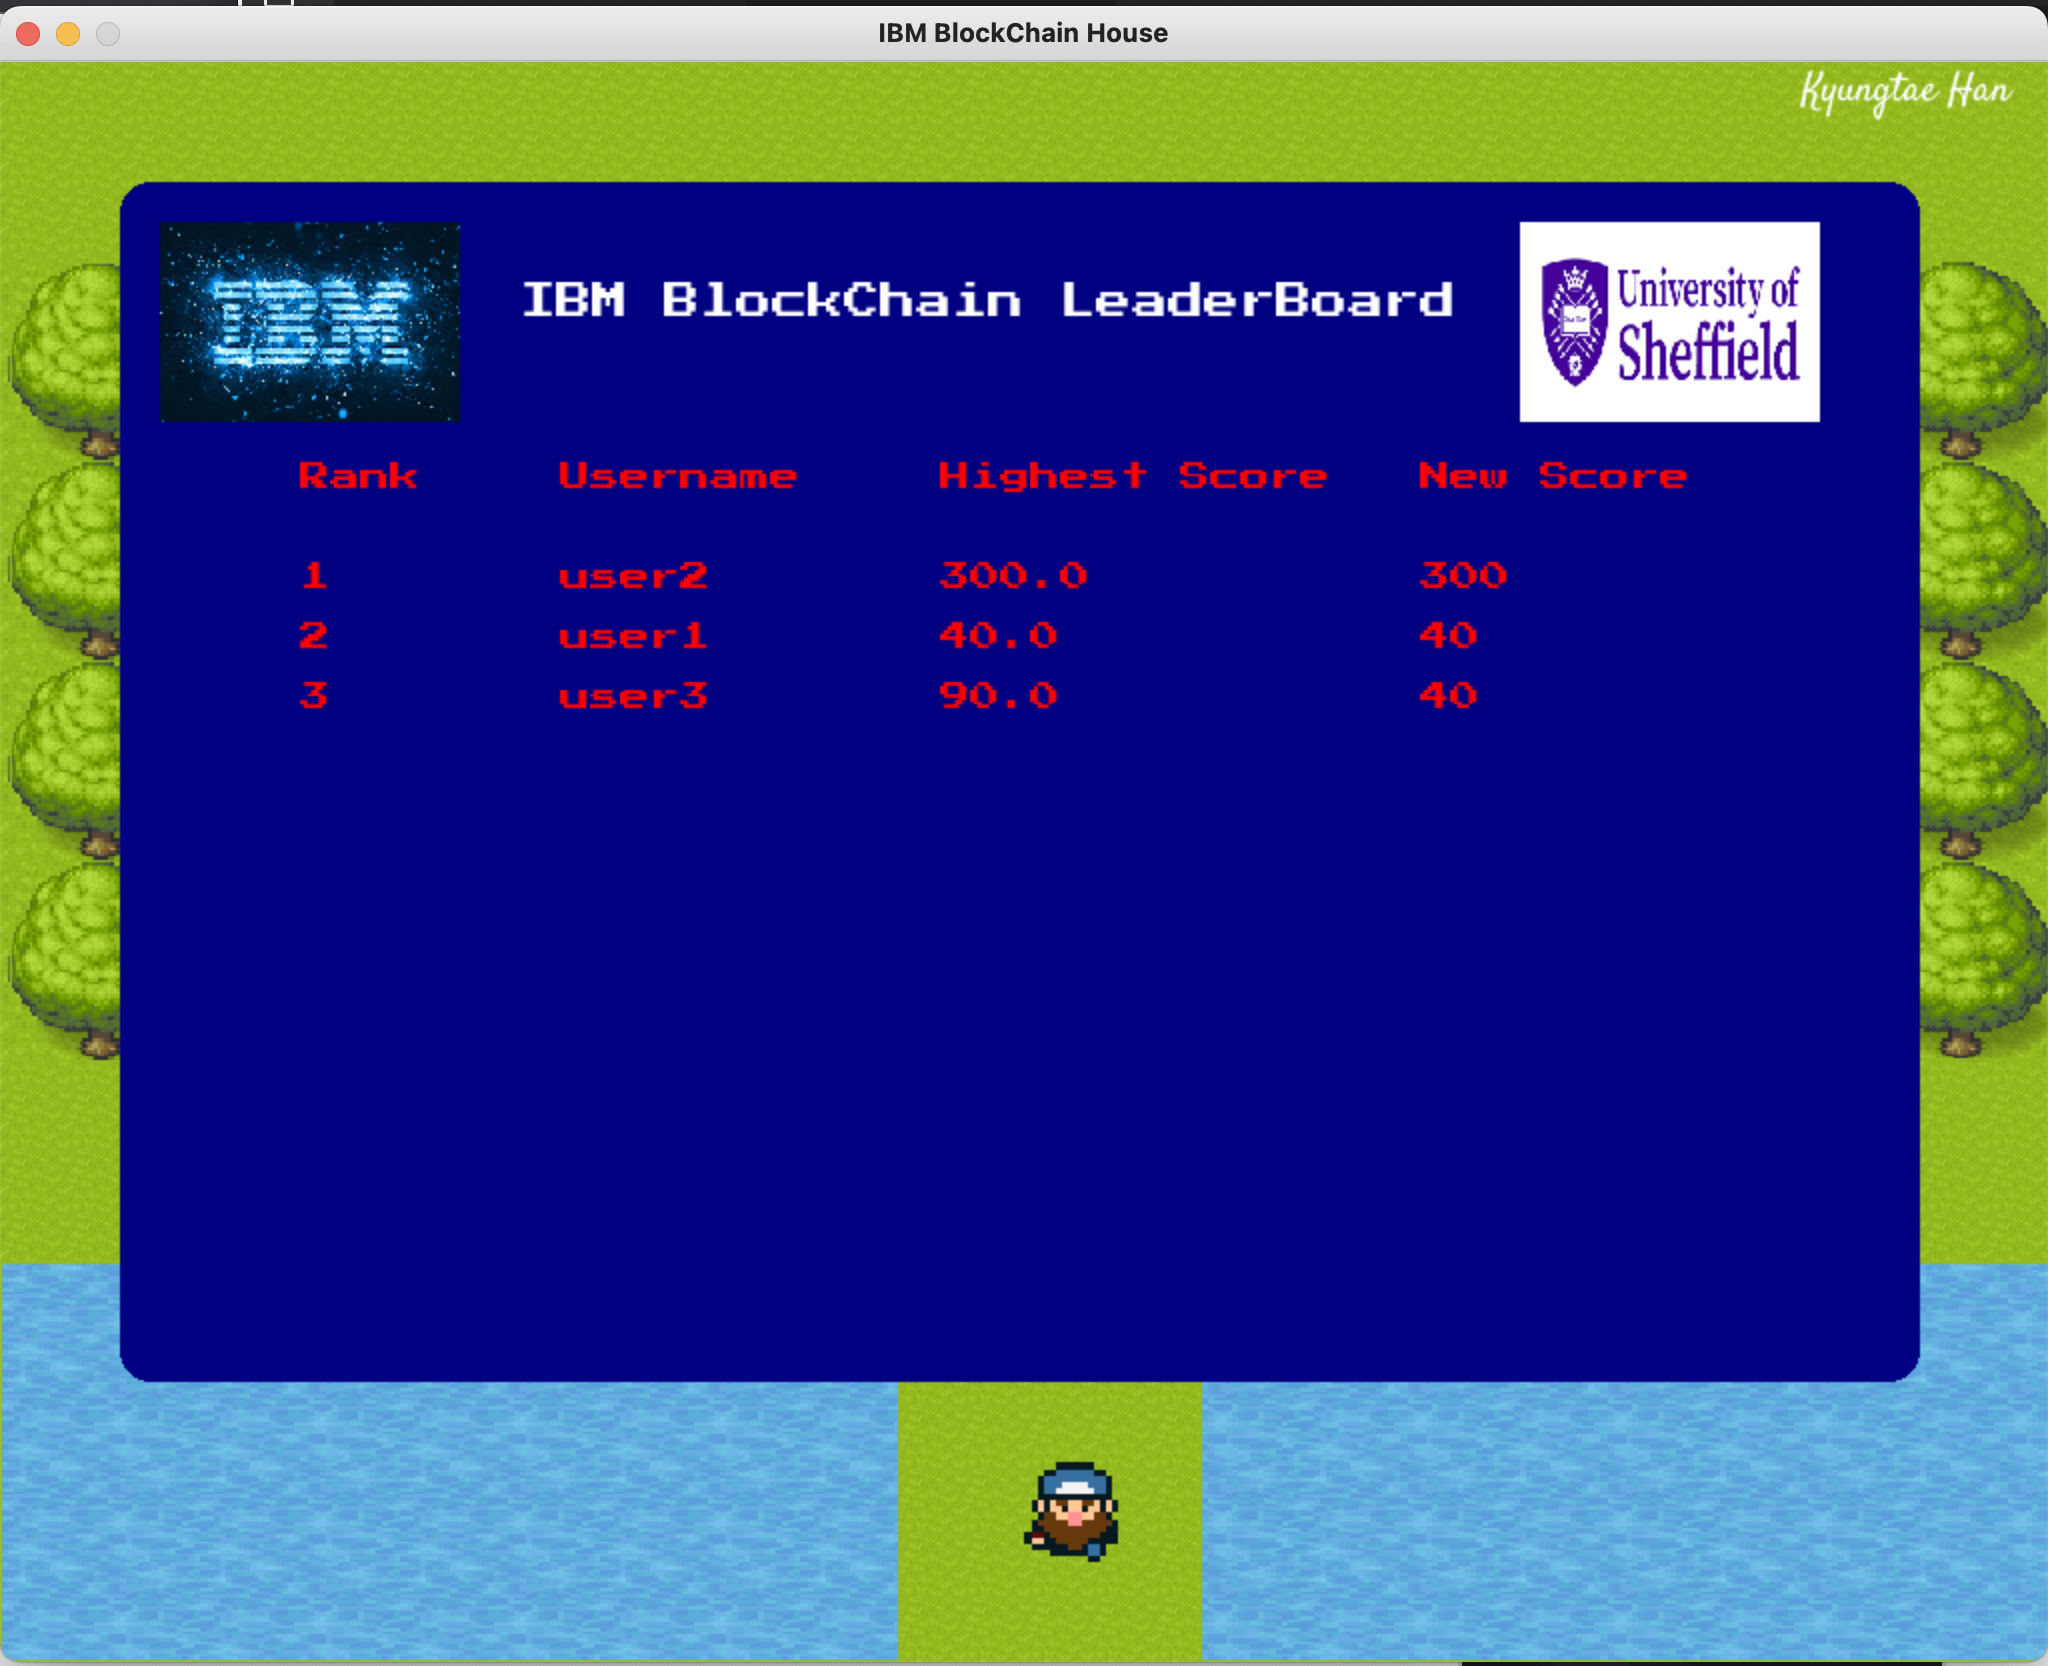 IBM BlockChain House
Kyungtae Han
IBM
IBM BlockChain LeaderBoard
University of
Sheffield
Rank Username Highest Score New Score
1 user2 300.0 300
2 user1 40.0 40
3 user3 90.0 40